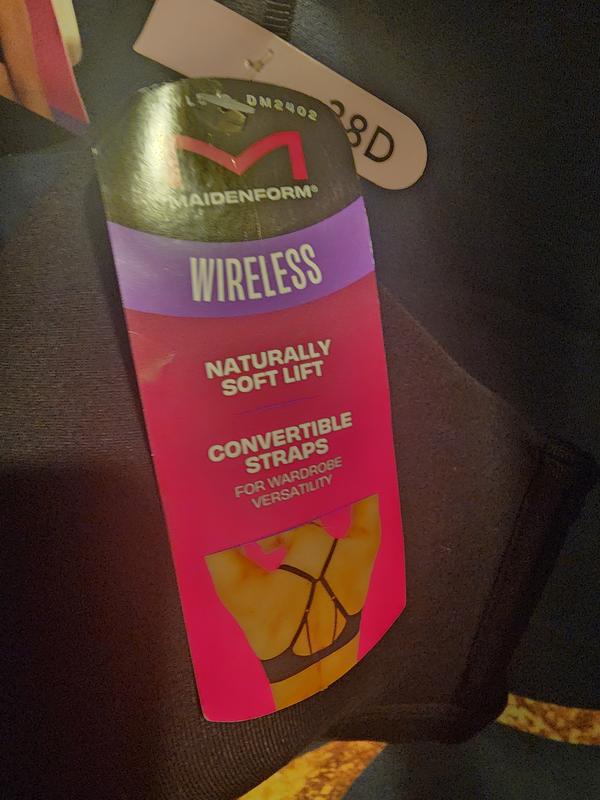 DM2402
38D
MAIDENFORM®
WIRELESS
NATURALLY
SOFT LIFT
CONVERTIBLE
STRAPS
FOR WARDROBE
VERSATILITY